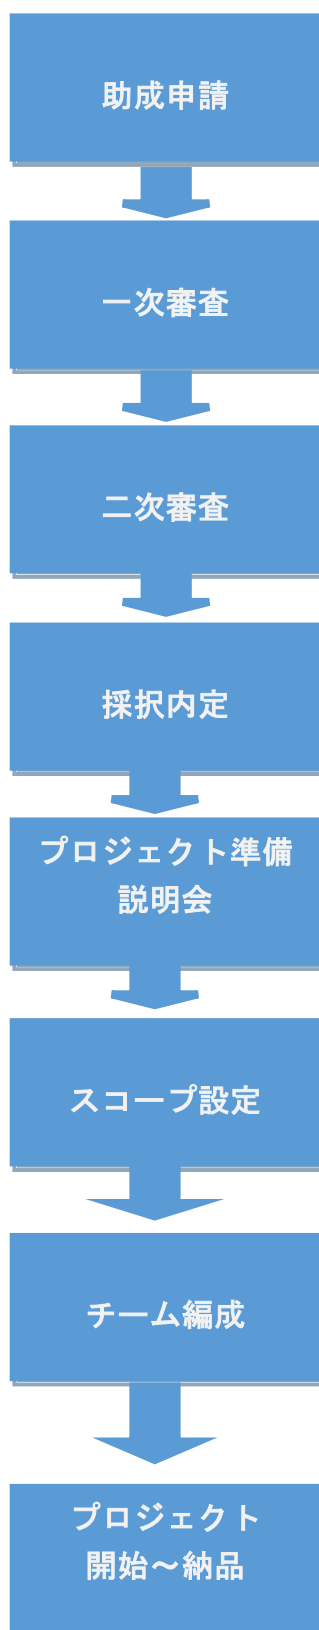 助成申請
一次審査
二次審査
採択内定
プロジェクト準備
説明会
スコープ設定
チーム編成
プロジェクト
開始～納品